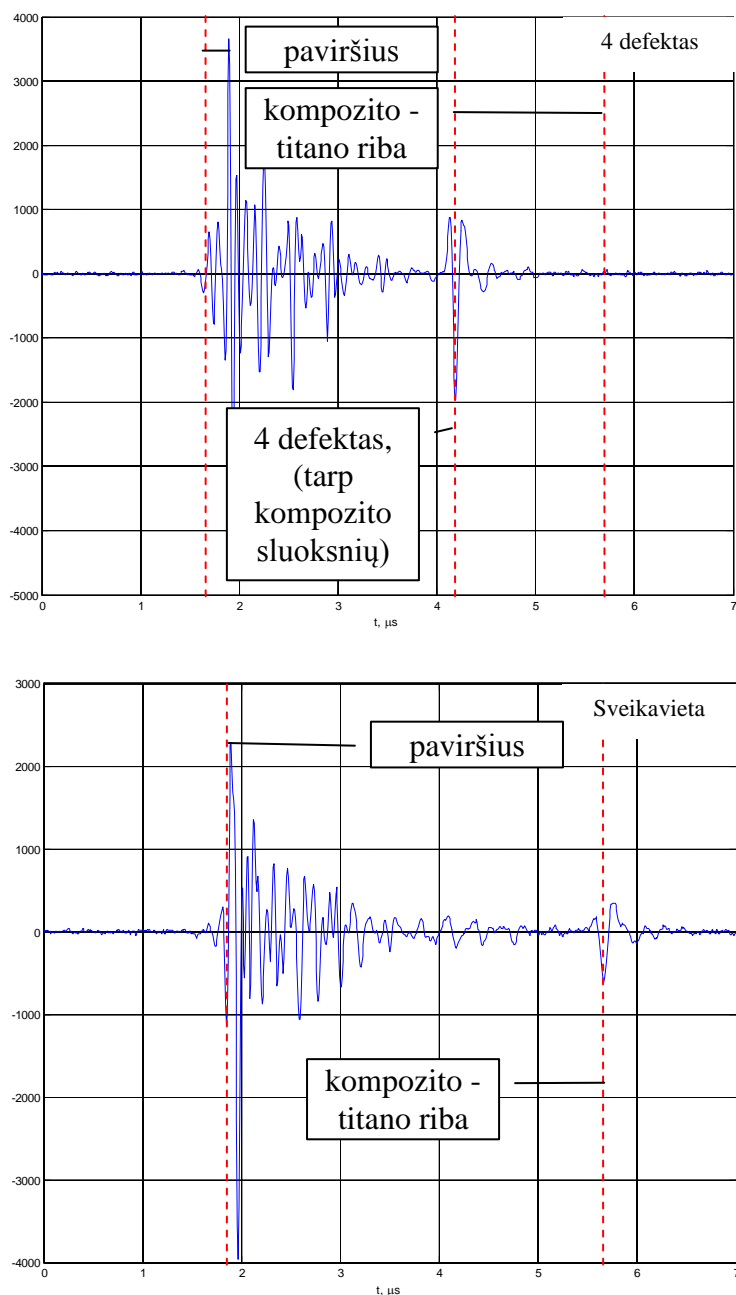 4000
paviršius
4 defektas
3000
kompozito -
titano riba
2000
1000
0
-1000
-2000
4 defektas,
(tarp
kompozito
sluoksnių)
-3000
-4000
-5000
0 1 2 3 4 5 6 7
t, μs
3000
Sveikavieta
paviršius
2000
1000
0
-1000
kompozito -
titano riba
-2000
-3000
-4000
0 1 2 3 4 5 6 7
t, μs